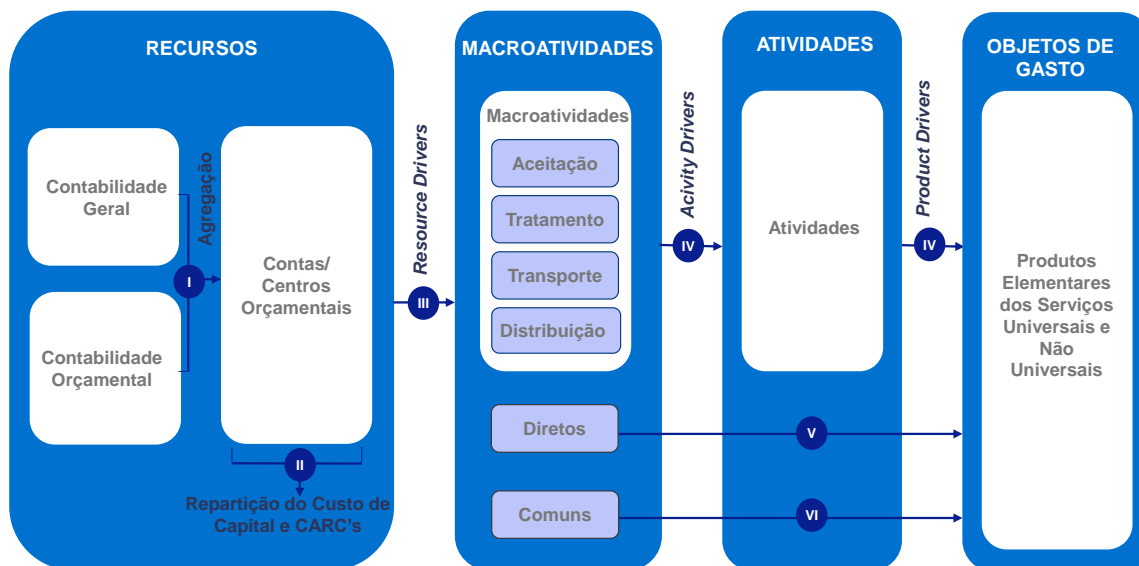 RECURSOS
Contabilidade
Geral
Contabilidade
Orçamental
Agregação
I
Contas/
Centros
Orçamentais
II
Repartição do Custo de
Capital e CARC's
Resource Drivers
III
MACROATIVIDADES
Macroatividades
Aceitação
Tratamento
Transporte
Distribuição
Diretos
Comuns
Acivity Drivers
IV
ATIVIDADES
Atividades
V
VI
Product Drivers
IV
OBJETOS DE
GASTO
Produtos
Elementares
dos Serviços
Universais e
Não
Universais